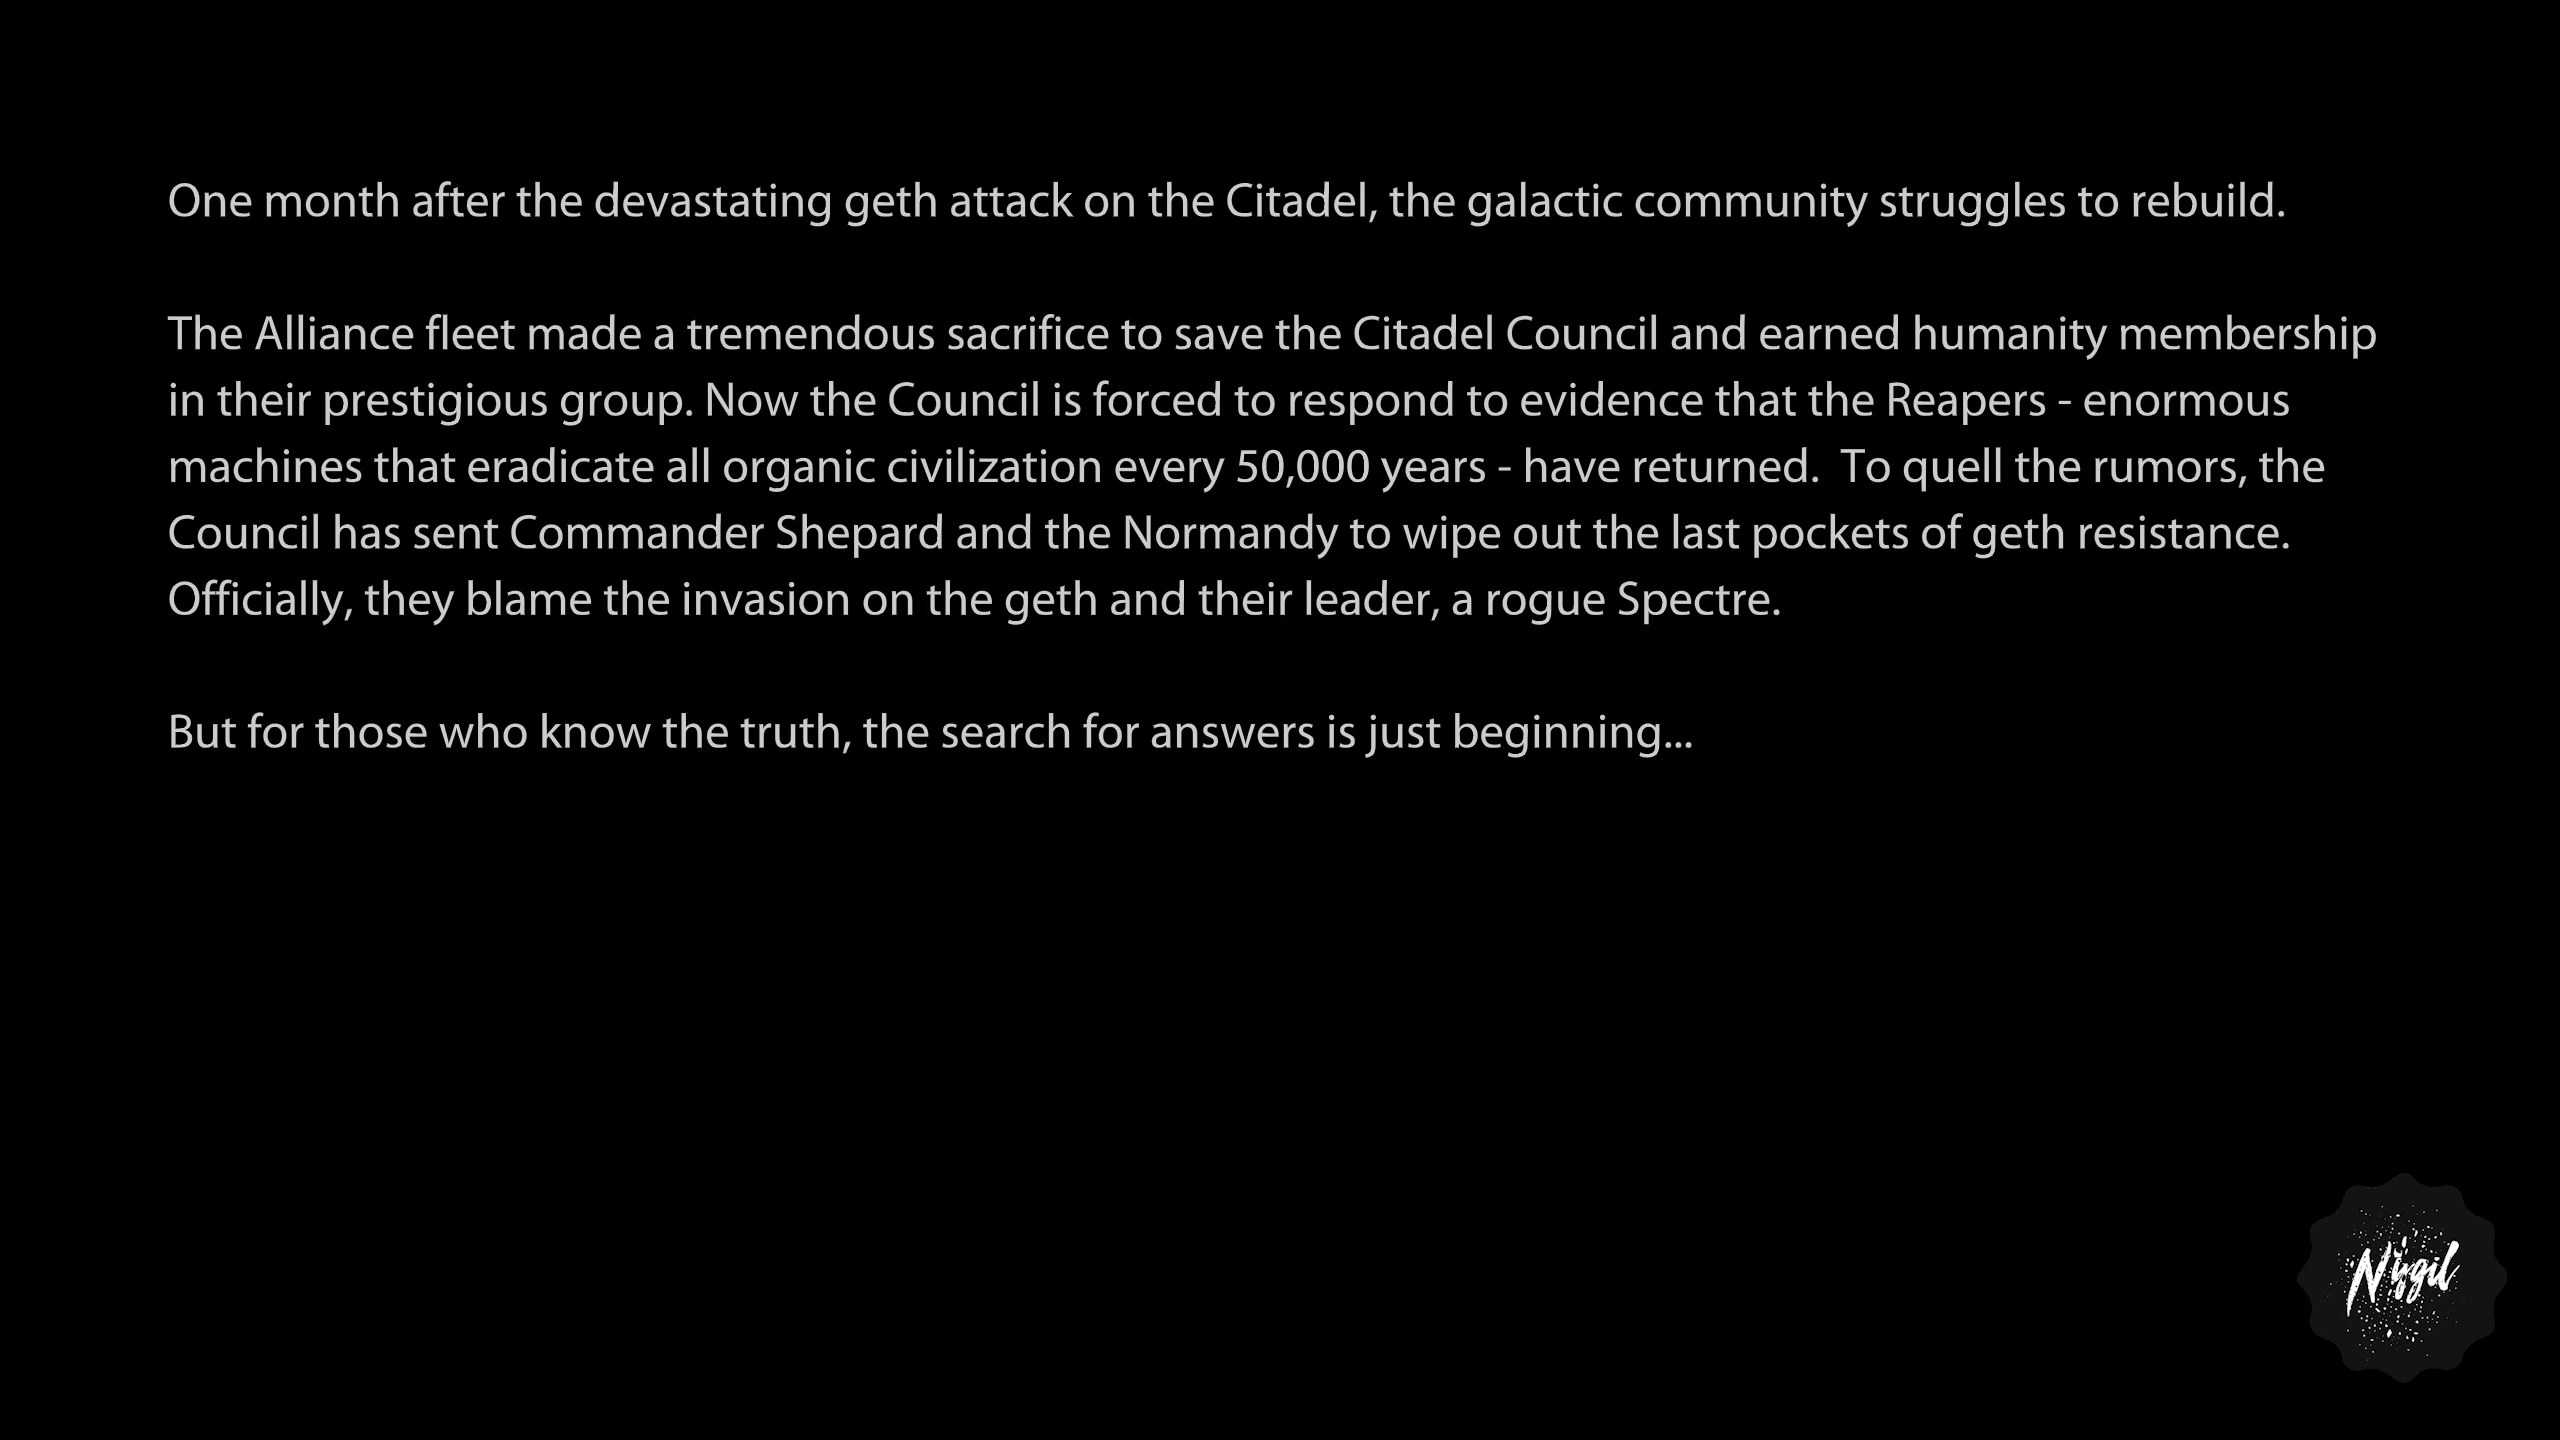 One month after the devastating geth attack on the Citadel, the galactic community struggles to rebuild.
The Alliance fleet made a tremendous sacrifice to save the Citadel Council and earned humanity membership
in their prestigious group. Now the Council is forced to respond to evidence that the Reapers - enormous
machines that eradicate all organic civilization every 50,000 years - have returned.  To quell the rumors, the
Council has sent Commander Shepard and the Normandy to wipe out the last pockets of geth resistance.
Officially, they blame the invasion on the geth and their leader, a rogue Spectre.
But for those who know the truth, the search for answers is just beginning...